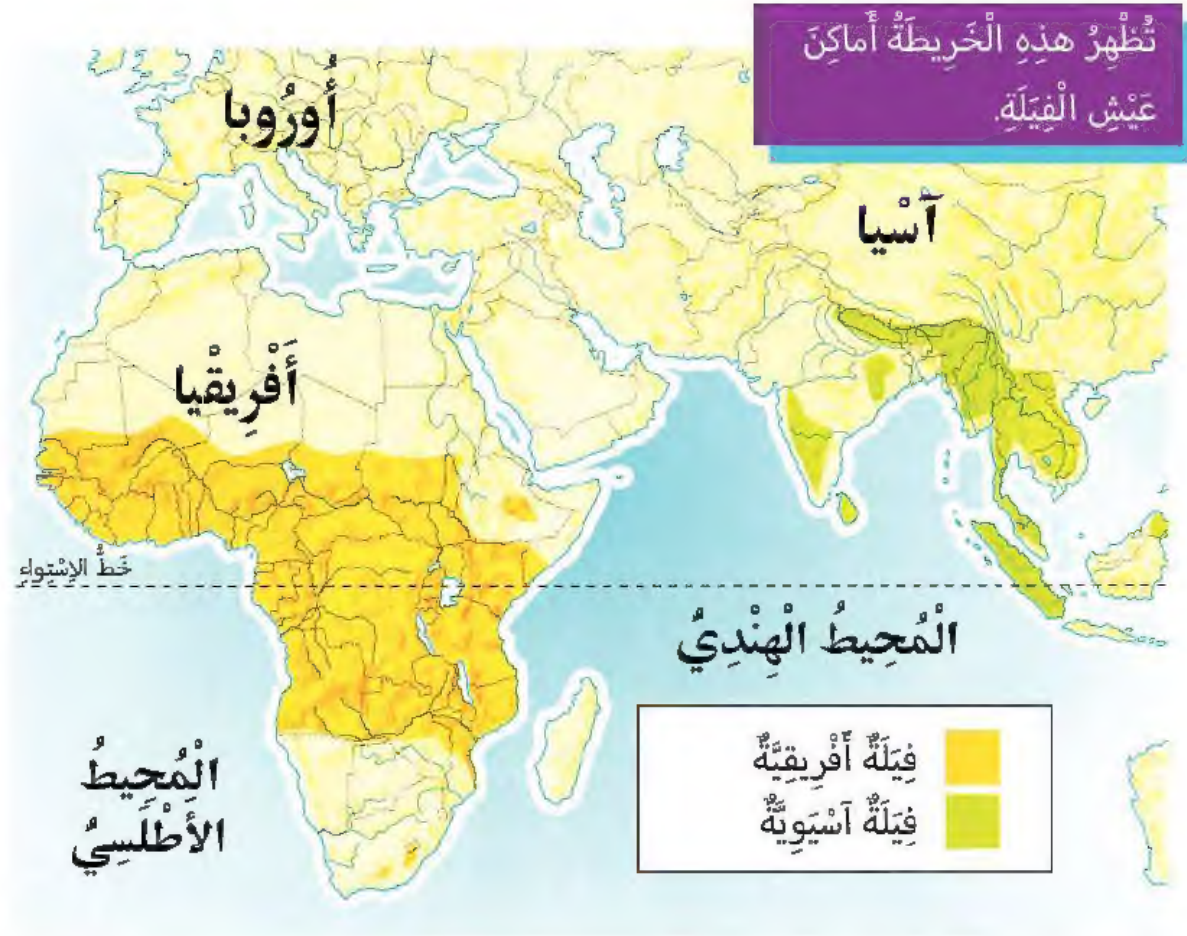 تُظْهِرُ هذِهِ الْخَرِيطَةُ أَماكِنَ
عَيْشِ الْفِيَلَةِ.
أُورُوبا
آسْيا
أَفْرِيقْيا
خَطُّ الإِسْتِواءِ
الْمُحِيطُ الْهِنْدِيُّ
الْمُحِيطُ
الأَطْلَسِيُّ
فِيَلَةٌ أَفْرِيقِيَّةٌ
فِيَلَةٌ آسْيَوِيَّةٌ